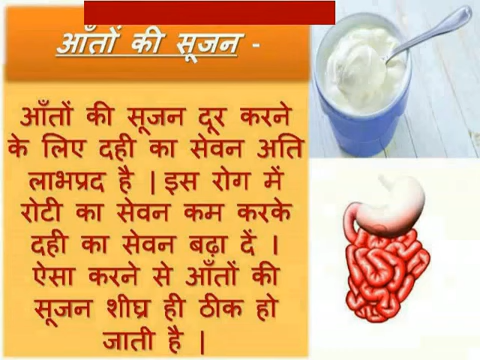 आँतों की सूजन -
आँतों की सूजन दूर करने
के लिए दही का सेवन अति
लाभप्रद है | इस रोग में
रोटी का सेवन कम करके
दही का सेवन बढ़ा दें ।
ऐसा करने से आँतों की
सूजन शीघ्र ही ठीक हो
जाती है |